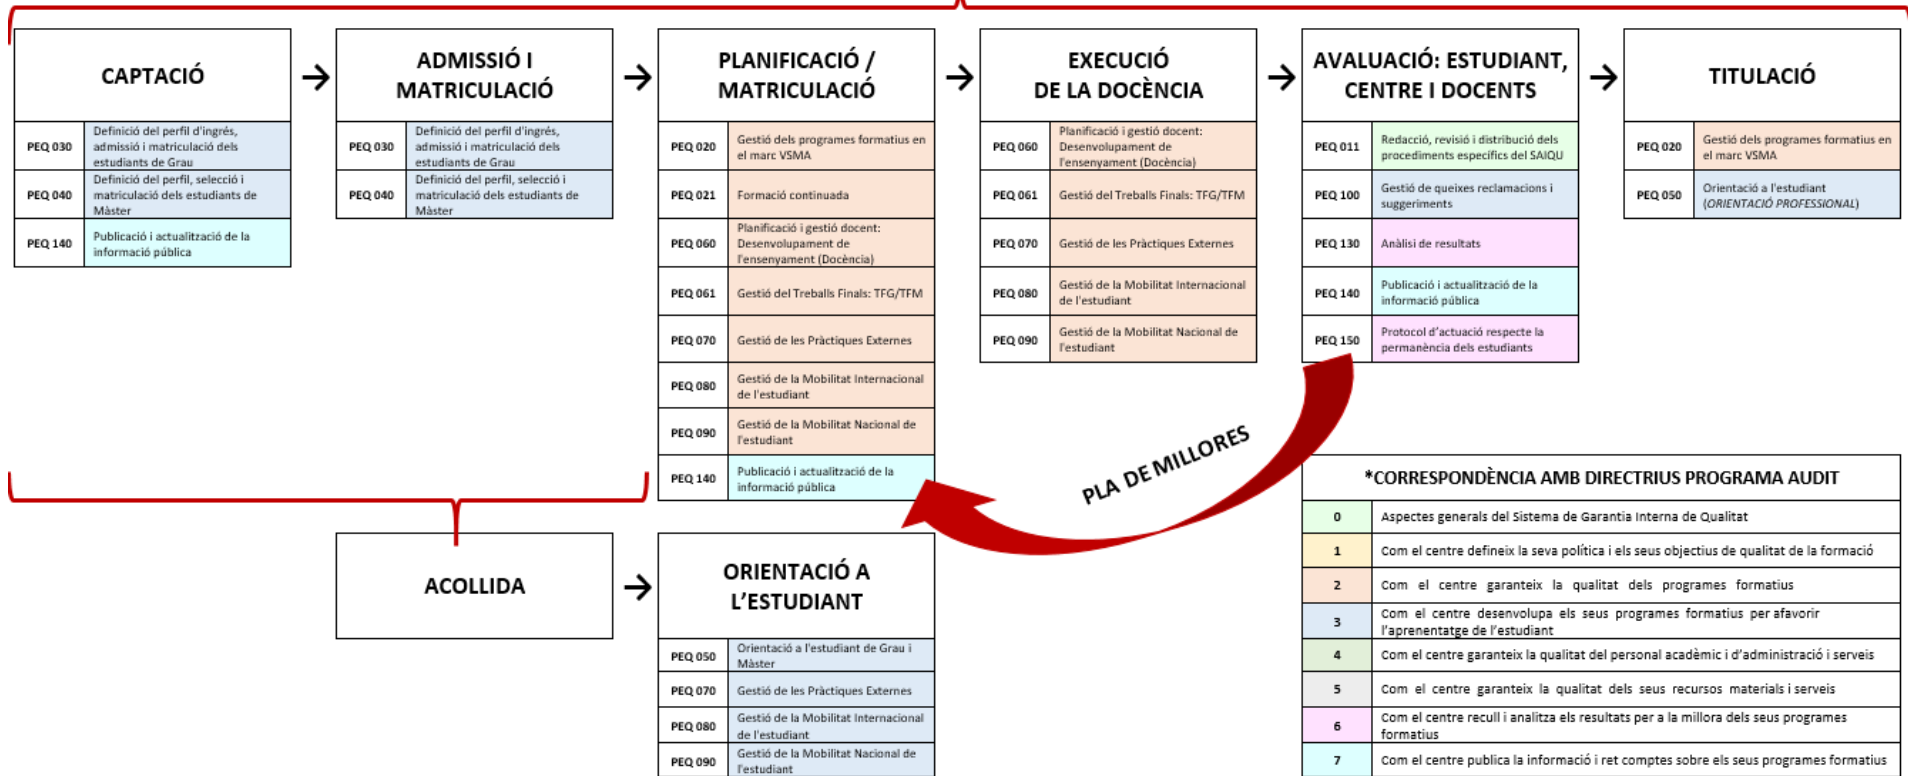 CAPTACIÓ
PEQ 030
Definició del perfil d'ingrés,
admissió i matriculació dels
estudiants de Grau
PEQ 040
Definició del perfil, selecció i
matriculació dels estudiants de
Màster
PEQ 140
Publicació i actualització de la
informació pública
ADMISSIÓ I
MATRICULACIÓ
PEQ 030
Definició del perfil d'ingrés,
admissió i matriculació dels
estudiants de Grau
PEQ 040
Definició del perfil, selecció i
matriculació dels estudiants de
Màster
PLANIFICACIÓ /
MATRICULACIÓ
PEQ 020
Gestió dels programes formatius en
el marc VSMA
PEQ 021
Formació continuada
PEQ 060
Planificació i gestió docent:
Desenvolupament de
l'ensenyament (Docència)
PEQ 061
Gestió del Treballs Finals: TFG/TFM
PEQ 070
Gestió de les Pràctiques Externes
PEQ 080
Gestió de la Mobilitat Internacional
de l'estudiant
PEQ 090
Gestió de la Mobilitat Nacional de
l'estudiant
PEQ 140
Publicació i actualització de la
informació pública
EXECUCIÓ
DE LA DOCÈNCIA
PEQ 060
Planificació i gestió docent:
Desenvolupament de
l'ensenyament (Docència)
PEQ 061
Gestió del Treballs Finals: TFG/TFM
PEQ 070
Gestió de les Pràctiques Externes
PEQ 080
Gestió de la Mobilitat Internacional
de l'estudiant
PEQ 090
Gestió de la Mobilitat Nacional de
l'estudiant
AVALUACIÓ: ESTUDIANT,
CENTRE I DOCENTS
PEQ 011
Redacció, revisió i distribució dels
procediments específics del SAIQU
PEQ 100
Gestió de queixes reclamacions i
suggeriments
PEQ 130
Anàlisi de resultats
PEQ 140
Publicació i actualització de la
informació pública
PEQ 150
Protocol d'actuació respecte la
permanència dels estudiants
TITULACIÓ
PEQ 020
Gestió dels programes formatius en
el marc VSMA
PEQ 050
Orientació a l'estudiant
(ORIENTACIÓ PROFESSIONAL)
PLA DE MILLORES
ACOLLIDA
ORIENTACIÓ A
L'ESTUDIANT
PEQ 050
Orientació a l'estudiant de Grau i
Màster
PEQ 070
Gestió de les Pràctiques Externes
PEQ 080
Gestió de la Mobilitat Internacional
de l'estudiant
PEQ 090
Gestió de la Mobilitat Nacional de
l'estudiant
*CORRESPONDÈNCIA AMB DIRECTRIUS PROGRAMA AUDIT
0 Aspectes generals del Sistema de Garantia Interna de Qualitat
1 Com el centre defineix la seva política i els seus objectius de qualitat de la formació
2 Com el centre garanteix la qualitat dels programes formatius
3 Com el centre desenvolupa els seus programes formatius per afavorir
l'aprenentatge de l'estudiant
4 Com el centre garanteix la qualitat del personal acadèmic i d'administració i serveis
5 Com el centre garanteix la qualitat dels seus recursos materials i serveis
6 Com el centre recull i analitza els resultats per a la millora dels seus programes
formatius
7 Com el centre publica la informació i ret comptes sobre els seus programes formatius